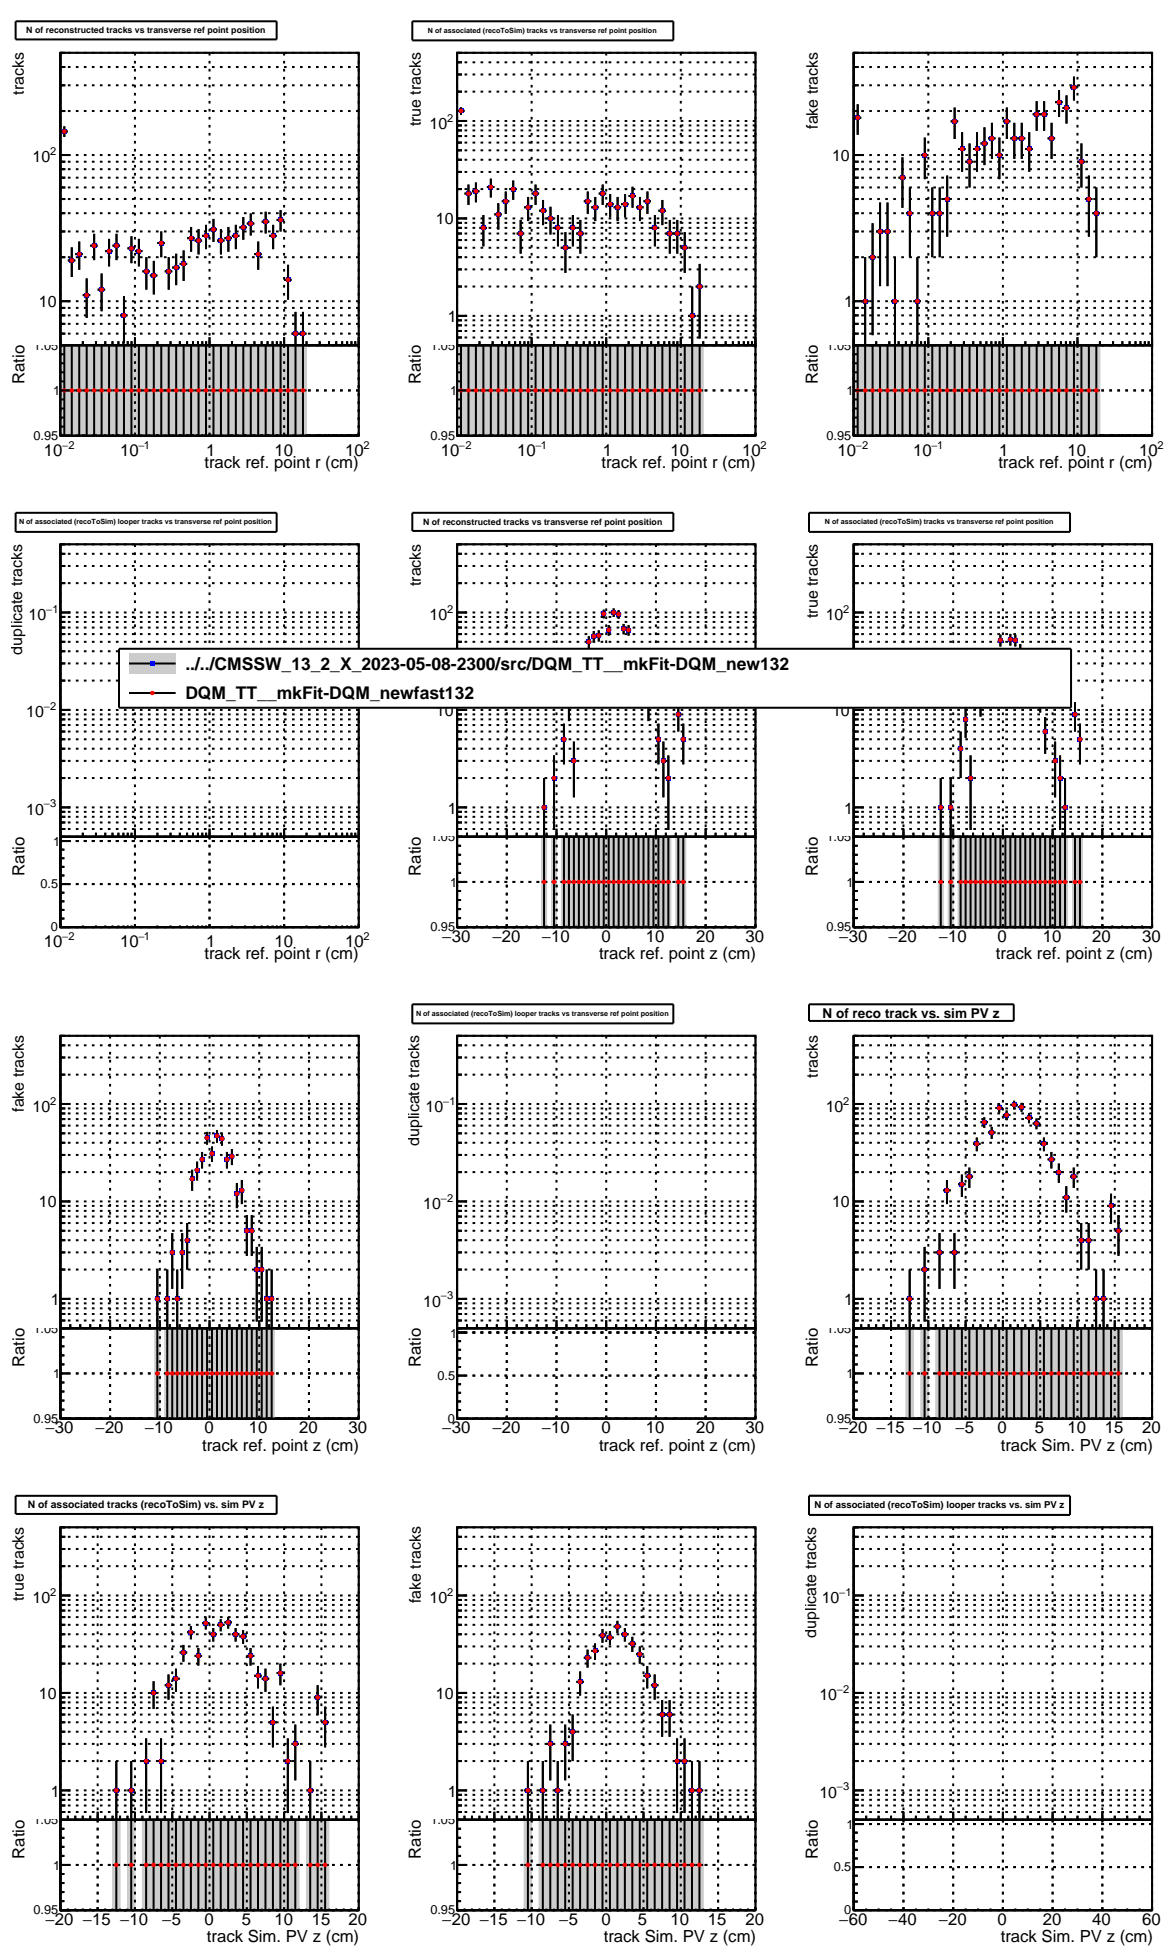 N of reconstructed tracks vs transverse ref point position
tracks
10²
10
Ratio
1.05
1
0.95
10⁻² 10⁻¹ 1 10 10²
track ref. point r (cm)
N of associated (recoToSim) tracks vs transverse ref point position
true tracks
10²
10
1
Ratio
1.05
1
0.95
10⁻² 10⁻¹ 1 10 10²
track ref. point r (cm)
fake tracks
10
1
Ratio
1.05
1
0.95
10⁻² 10⁻¹ 1 10 10²
track ref. point r (cm)
N of associated (recoToSim) looper tracks vs transverse ref point position
duplicate tracks
10⁻¹
10⁻²
10⁻³
Ratio
1
0.5
0
10⁻² 10⁻¹ 1 10 10²
track ref. point r (cm)
N of reconstructed tracks vs transverse ref point position
tracks
10²
10
1
Ratio
1.05
1
0.95
−30 −20 −10 0 10 20 30
track ref. point z (cm)
N of associated (recoToSim) tracks vs transverse ref point position
true tracks
10²
10
1
Ratio
1.05
1
0.95
−30 −20 −10 0 10 20 30
track ref. point z (cm)
../../CMSSW_13_2_X_2023-05-08-2300/src/DQM_TT__mkFit-DQM_new132
DQM_TT__mkFit-DQM_newfast132
fake tracks
10²
10
1
Ratio
1.05
1
0.95
−30 −20 −10 0 10 20 30
track ref. point z (cm)
N of associated (recoToSim) looper tracks vs transverse ref point position
duplicate tracks
10⁻¹
10⁻²
10⁻³
Ratio
1
0.5
0
−30 −20 −10 0 10 20 30
track ref. point z (cm)
N of reco track vs. sim PV z
tracks
10²
10
1
Ratio
1.05
1
0.95
−20 −15 −10 −5 0 5 10 15 20
track Sim. PV z (cm)
N of associated tracks (recoToSim) vs. sim PV z
true tracks
10²
10
1
Ratio
1.05
1
0.95
−20 −15 −10 −5 0 5 10 15 20
track Sim. PV z (cm)
fake tracks
10²
10
1
Ratio
1.05
1
0.95
−20 −15 −10 −5 0 5 10 15 20
track Sim. PV z (cm)
N of associated (recoToSim) looper tracks vs. sim PV z
duplicate tracks
10⁻¹
10⁻²
10⁻³
Ratio
1
0.5
0
−60 −40 −20 0 20 40 60
track Sim. PV z (cm)